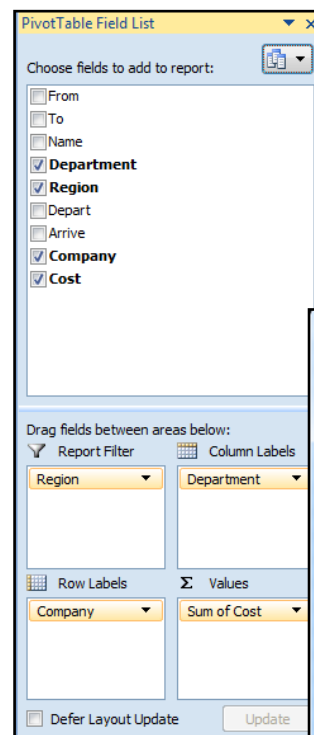 PivotTable Field List
Choose fields to add to report:
From
To
Name
Department
Region
Depart
Arrive
Company
Cost
Drag fields between areas below:
Report Filter Column Labels
Region Department
Row Labels Σ Values
Company Sum of Cost
Defer Layout Update Update